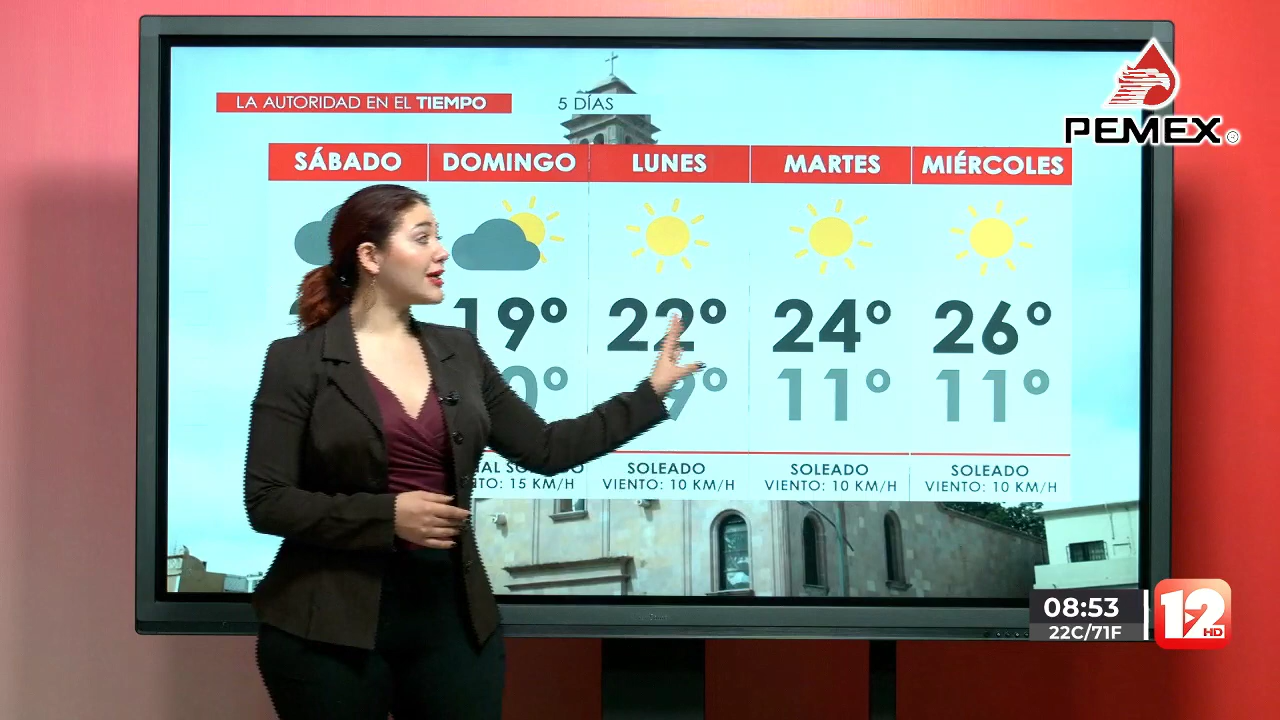 LA AUTORIDAD EN EL TIEMPO
5 DÍAS
PEMEX
SÁBADO DOMINGO LUNES MARTES MIÉRCOLES
19° 22° 24° 26°
11° 11°
SOLEADO SOLEADO SOLEADO
15 KM/H VIENTO: 10 KM/H VIENTO: 10 KM/H VIENTO: 10 KM/H
08:53
22C/71F
12
HD